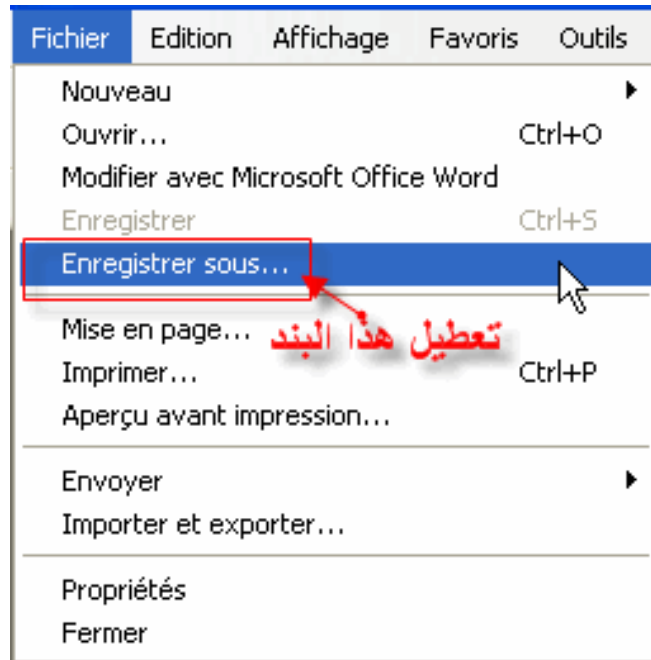 Fichier Edition Affichage Favoris Outils
Nouveau
Ouvrir... Ctrl+O
Modifier avec Microsoft Office Word
Enregistrer Ctrl+S
Enregistrer sous...
تعطيل هذا البند
Mise en page...
Imprimer... Ctrl+P
Aperçu avant impression...
Envoyer
Importer et exporter...
Propriétés
Fermer